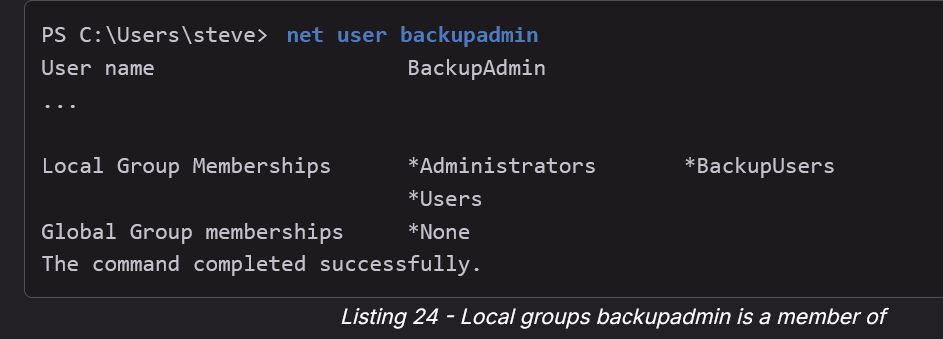 PS C:\Users\steve> net user backupadmin
User name                    BackupAdmin
...
Local Group Memberships      *Administrators       *BackupUsers
                             *Users
Global Group memberships     *None
The command completed successfully.
Listing 24 - Local groups backupadmin is a member of